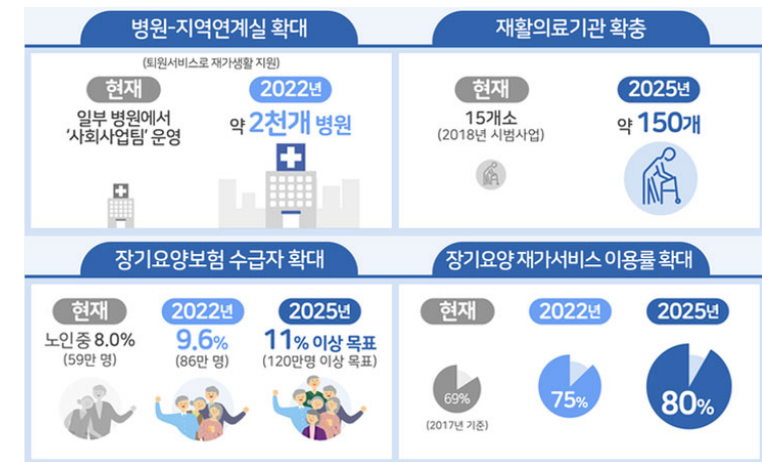 병원-지역연계실 확대
(퇴원서비스로 재가생활 지원)
현재
2022년
일부 병원에서
'사회사업팀' 운영
약 2천개 병원
재활의료기관 확충
현재
2025년
15개소
(2018년 시범사업)
약 150개
장기요양보험 수급자 확대
현재
2022년
2025년
노인 중 8.0%
(59만 명)
9.6%
(86만 명)
11% 이상 목표
(120만명 이상 목표)
장기요양 재가서비스 이용률 확대
현재
2022년
2025년
69%
(2017년 기준)
75%
80%